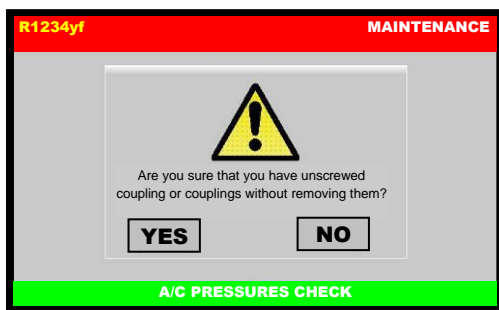 R1234yf MAINTENANCE
Are you sure that you have unscrewed
coupling or couplings without removing them?
YES NO
A/C PRESSURES CHECK